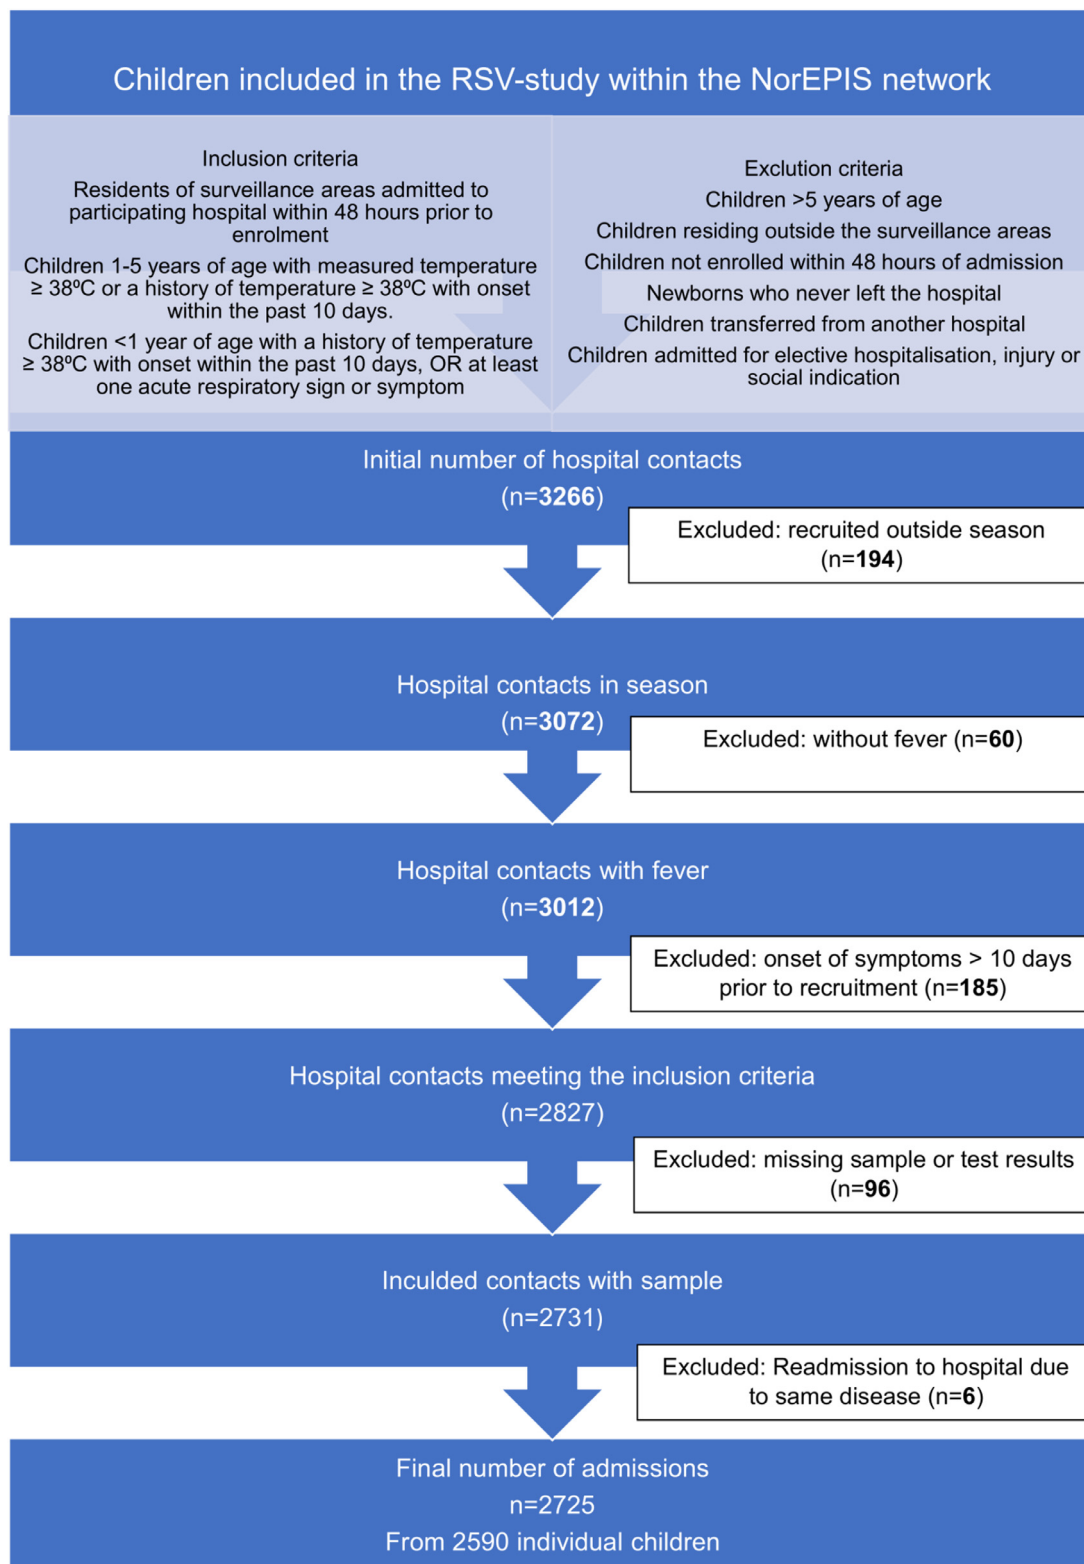 Children included in the RSV-study within the NorEPIS network
Inclusion criteria
Residents of surveillance areas admitted to
participating hospital within 48 hours prior to
enrolment
Children 1-5 years of age with measured temperature
≥ 38ºC or a history of temperature ≥ 38ºC with onset
within the past 10 days.
Children <1 year of age with a history of temperature
≥ 38ºC with onset within the past 10 days, OR at least
one acute respiratory sign or symptom
Exclution criteria
Children >5 years of age
Children residing outside the surveillance areas
Children not enrolled within 48 hours of admission
Newborns who never left the hospital
Children transferred from another hospital
Children admitted for elective hospitalisation, injury or
social indication
Initial number of hospital contacts
(n=3266)
Excluded: recruited outside season
(n=194)
Hospital contacts in season
(n=3072)
Excluded: without fever (n=60)
Hospital contacts with fever
(n=3012)
Excluded: onset of symptoms > 10 days
prior to recruitment (n=185)
Hospital contacts meeting the inclusion criteria
(n=2827)
Excluded: missing sample or test results
(n=96)
Inculded contacts with sample
(n=2731)
Excluded: Readmission to hospital due
to same disease (n=6)
Final number of admissions
n=2725
From 2590 individual children